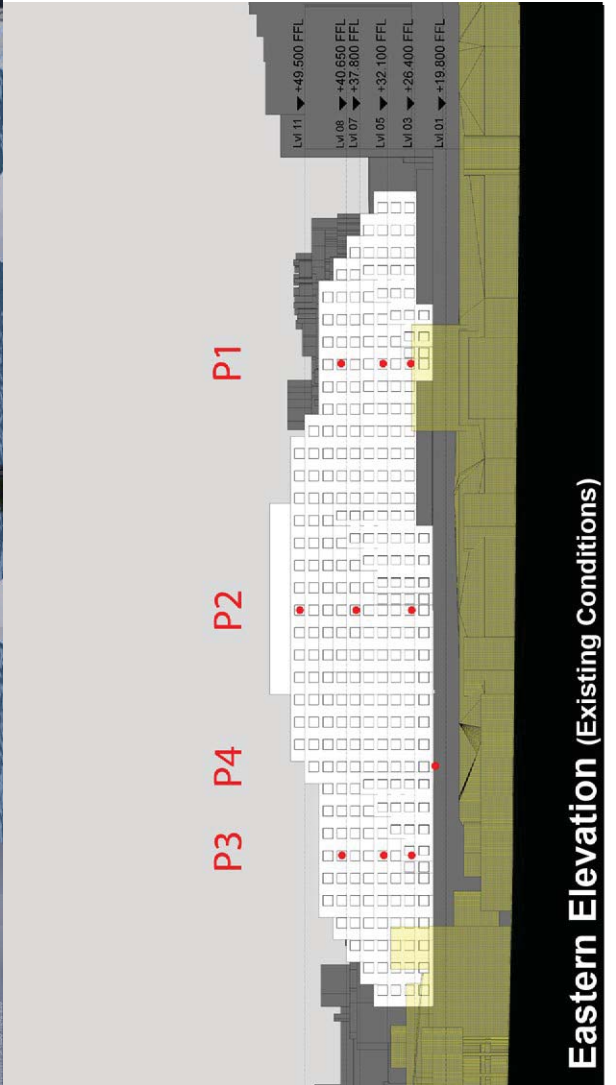 P3
P4
P2
P1
Lvl 11 ▼ +49.500 FFL
Lvl 08 ▼ +40.650 FFL
Lvl 07 ▼ +37.800 FFL
Lvl 05 ▼ +32.100 FFL
Lvl 03 ▼ +26.400 FFL
Lvl 01 ▼ +19.800 FFL
Eastern Elevation (Existing Conditions)